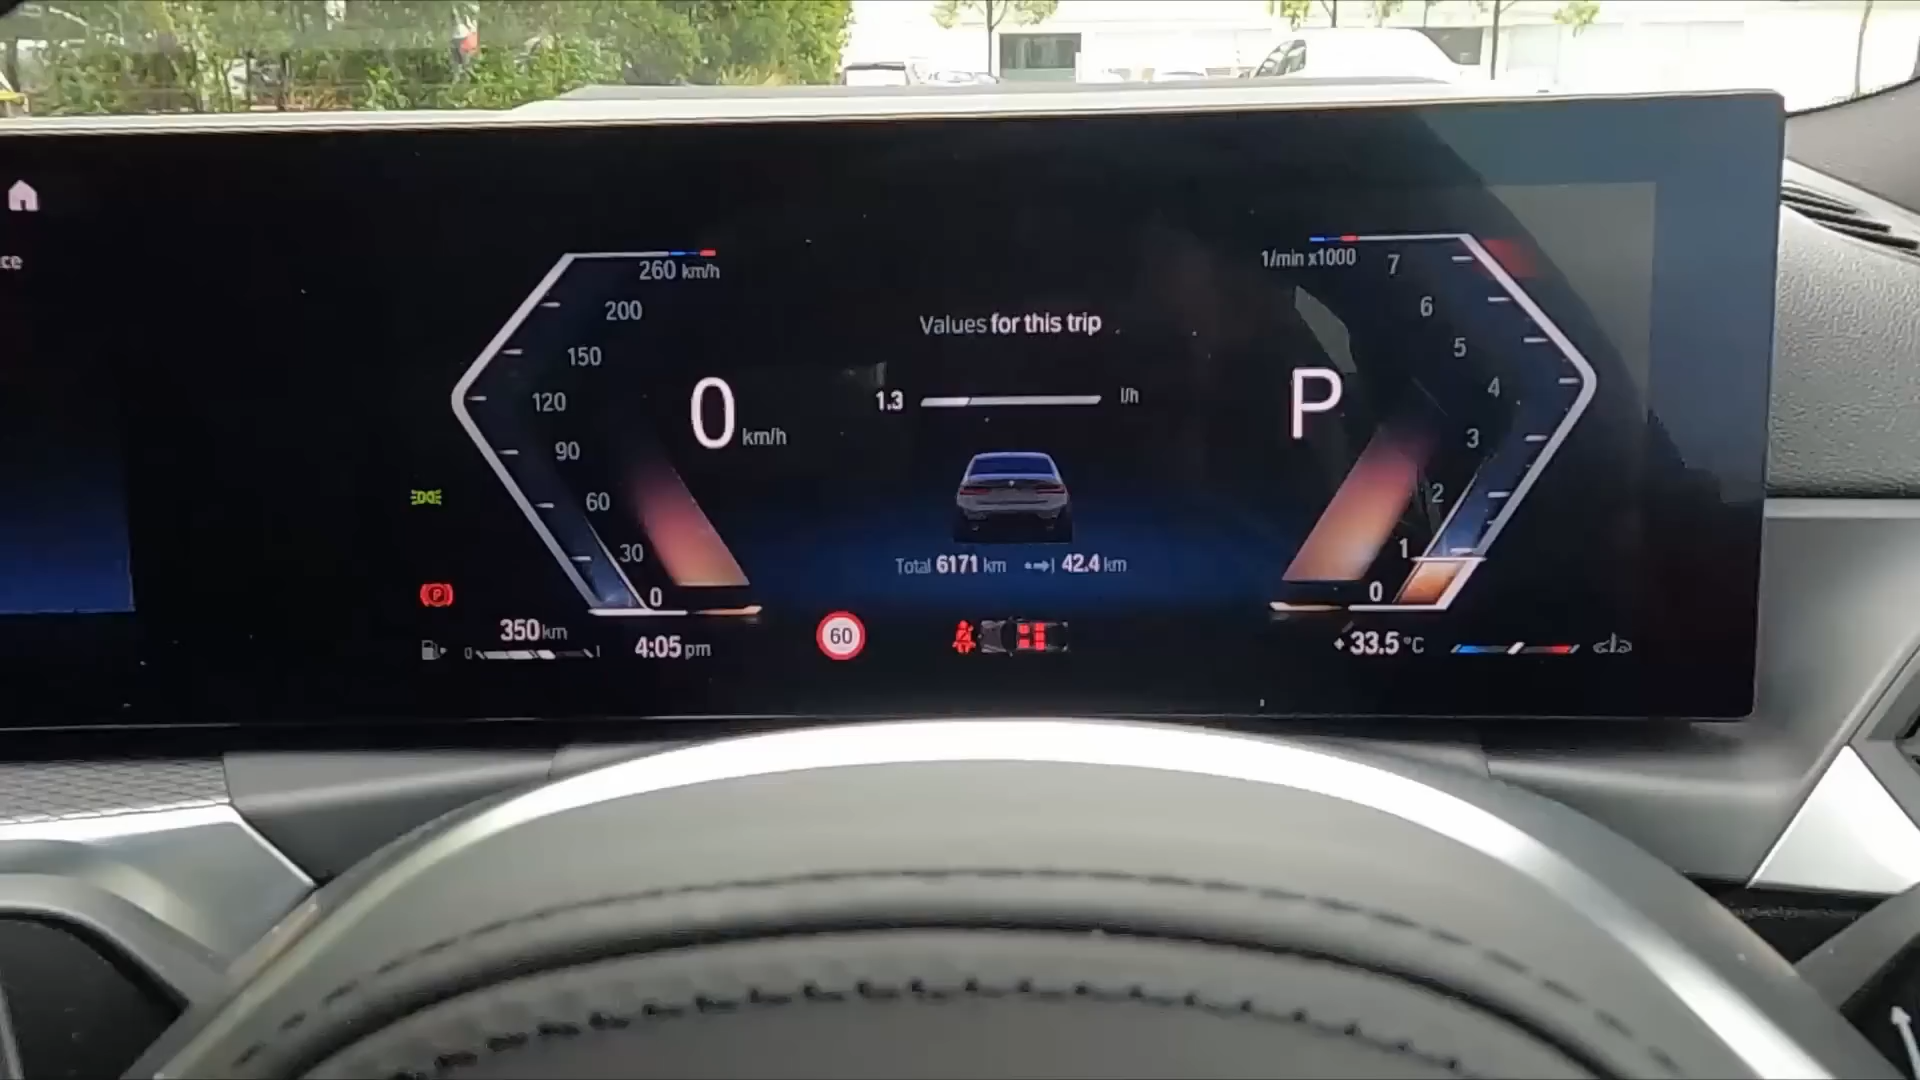 ce
260 km/h
200
150
120
90
60
30
0
0 km/h
Values for this trip
1.3 l/h
Total 6171 km 42.4 km
1/min x1000
7
6
5
4
3
2
1
0
P
P
350 km
0 1
4:05 pm
60
+33.5 °C